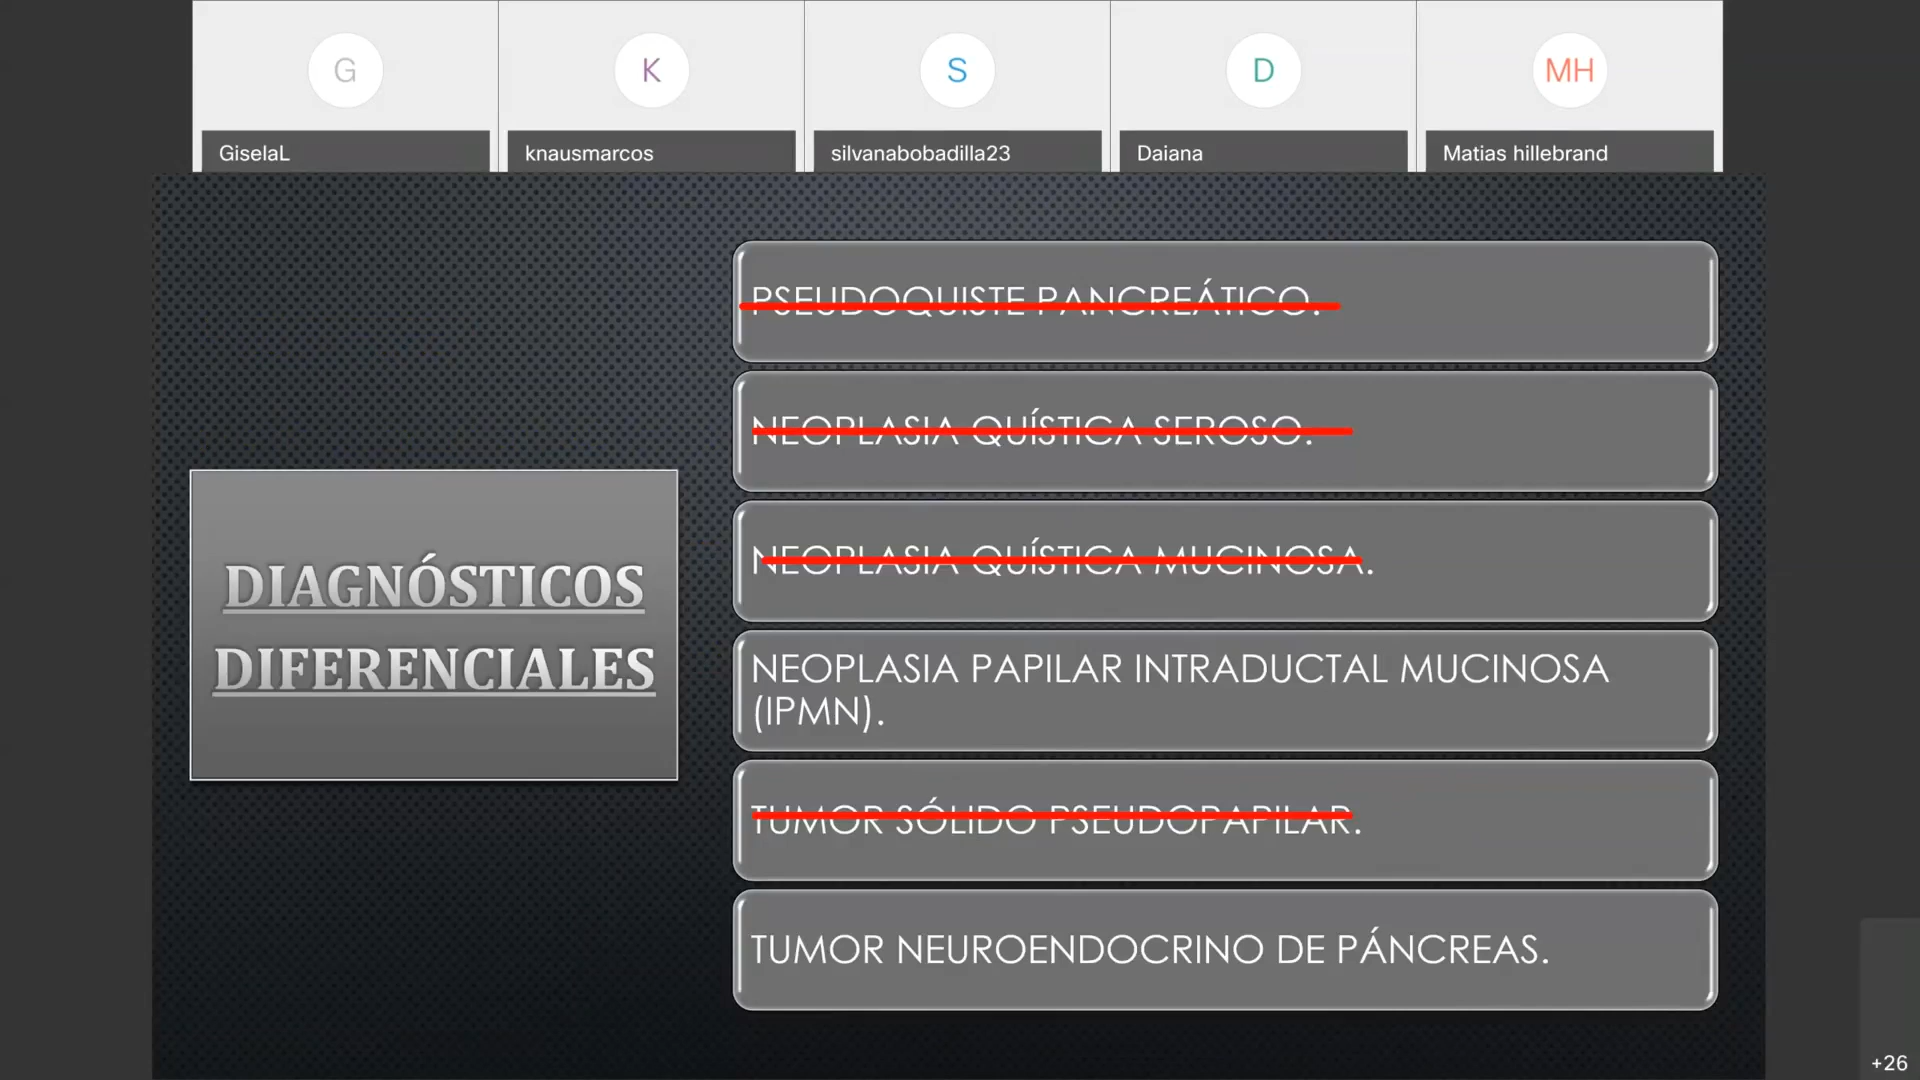 G
K
S
D
MH
GiselaL
knausmarcos
silvanabobadilla23
Daiana
Matias hillebrand
DIAGNÓSTICOS
DIFERENCIALES
PSEUDOQUISTE PANCREÁTICO.
NEOPLASIA QUÍSTICA SEROSO.
NEOPLASIA QUÍSTICA MUCINOSA.
NEOPLASIA PAPILAR INTRADUCTAL MUCINOSA
(IPMN).
TUMOR SÓLIDO PSEUDOPAPILAR.
TUMOR NEUROENDOCRINO DE PÁNCREAS.
+26